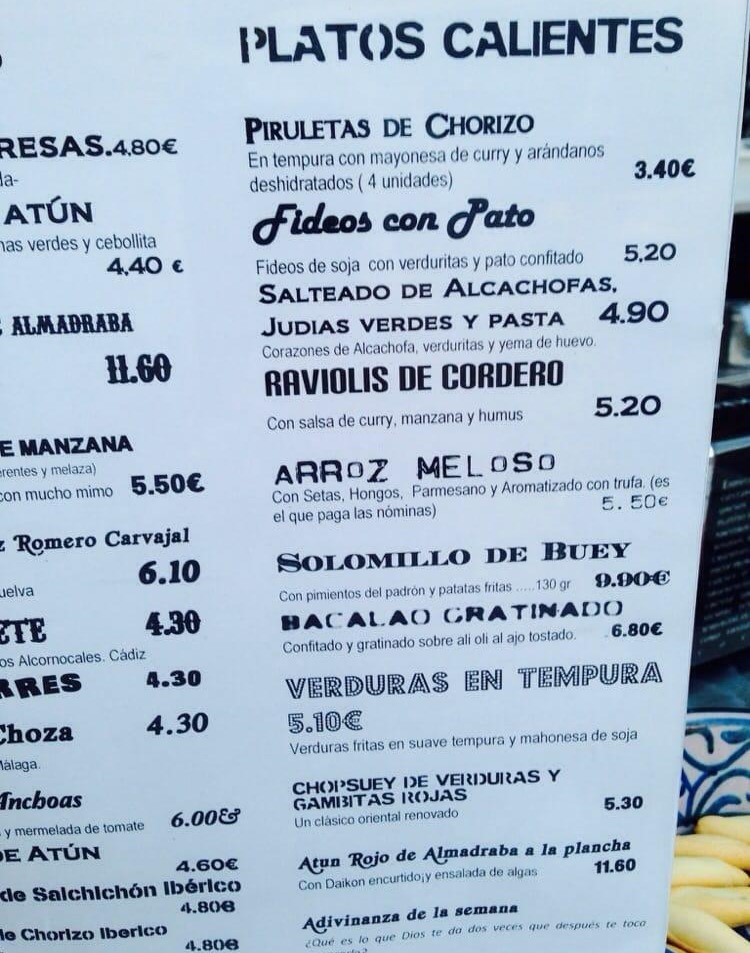 RESAS.4,80€
la-
ATÚN
nas verdes y cebollita
4,40 €
ALMADRABA
11.60
E MANZANA
erentes y melaza)
con mucho mimo 5.50€
z Romero Carvajal
6.10
uelva
ETE 4.30
os Alcornocales. Cádiz
RRES 4.30
Choza 4.30
Málaga.
Anchoas
y mermelada de tomate 6.00€
DE ATÚN
4.60€
de Salchichón Ibérico
4.80€
de Chorizo Iberico
4.80€
PLATOS CALIENTES
PIRULETAS DE CHORIZO
En tempura con mayonesa de curry y arándanos
deshidratados ( 4 unidades) 3.40€
Fideos con Pato
Fideos de soja con verduritas y pato confitado 5,20
SALTEADO DE ALCACHOFAS,
JUDIAS VERDES Y PASTA 4.90
Corazones de Alcachofa, verduritas y yema de huevo.
RAVIOLIS DE CORDERO
Con salsa de curry, manzana y humus 5.20
ARROZ MELOSO
Con Setas, Hongos, Parmesano y Aromatizado con trufa. (es
el que paga las nóminas) 5.50€
SOLOMILLO DE BUEY
Con pimientos del padrón y patatas fritas .....130 gr 9.90€
BACALAO GRATINADO
Confitado y gratinado sobre ali oli al ajo tostado. 6.80€
VERDURAS EN TEMPURA
5.10€
Verduras fritas en suave tempura y mahonesa de soja
CHOPSUEY DE VERDURAS Y
GAMBITAS ROJAS
Un clásico oriental renovado 5.30
Atun Rojo de Almadraba a la plancha
Con Daikon encurtido¡y ensalada de algas 11.60
Adivinanza de la semana
¿Qué es lo que Dios te da dos veces que después te toca